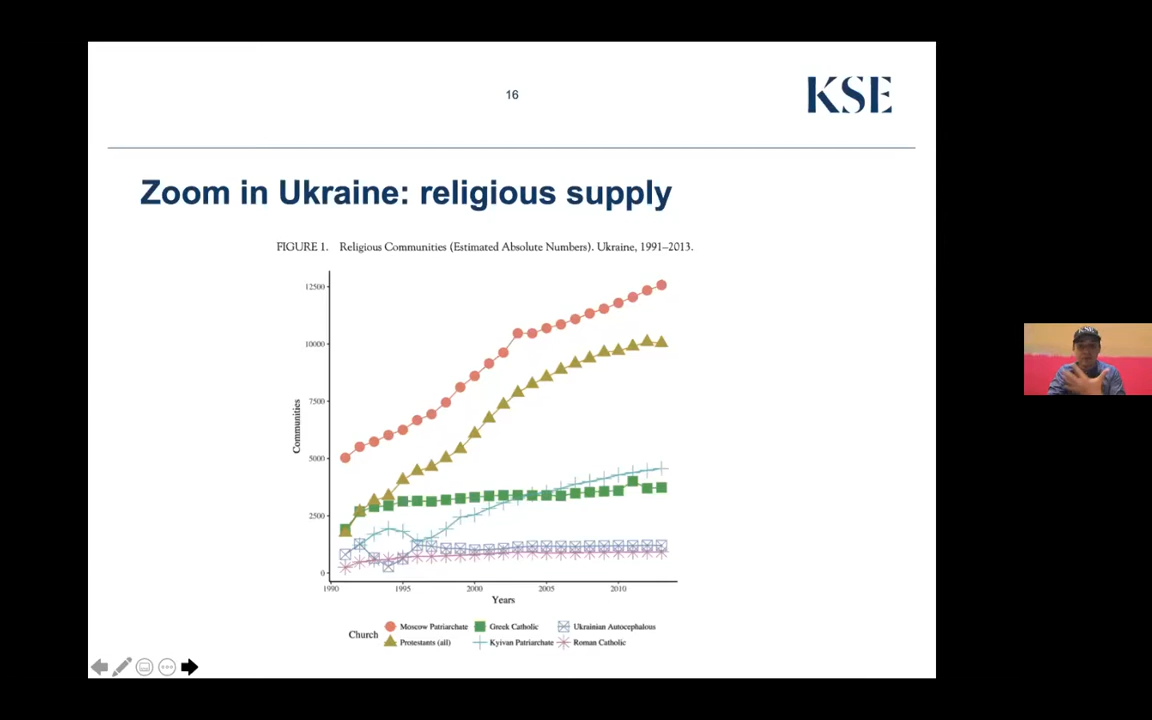 16
KSE
Zoom in Ukraine: religious supply
FIGURE 1. Religious Communities (Estimated Absolute Numbers). Ukraine, 1991–2013.
12500
10000
7500
5000
2500
0
Communities
1990 1995 2000 2005 2010
Years
Church
Moscow Patriarchate Greek Catholic Ukrainian Autocephalous
Protestants (all) Kyivan Patriarchate Roman Catholic